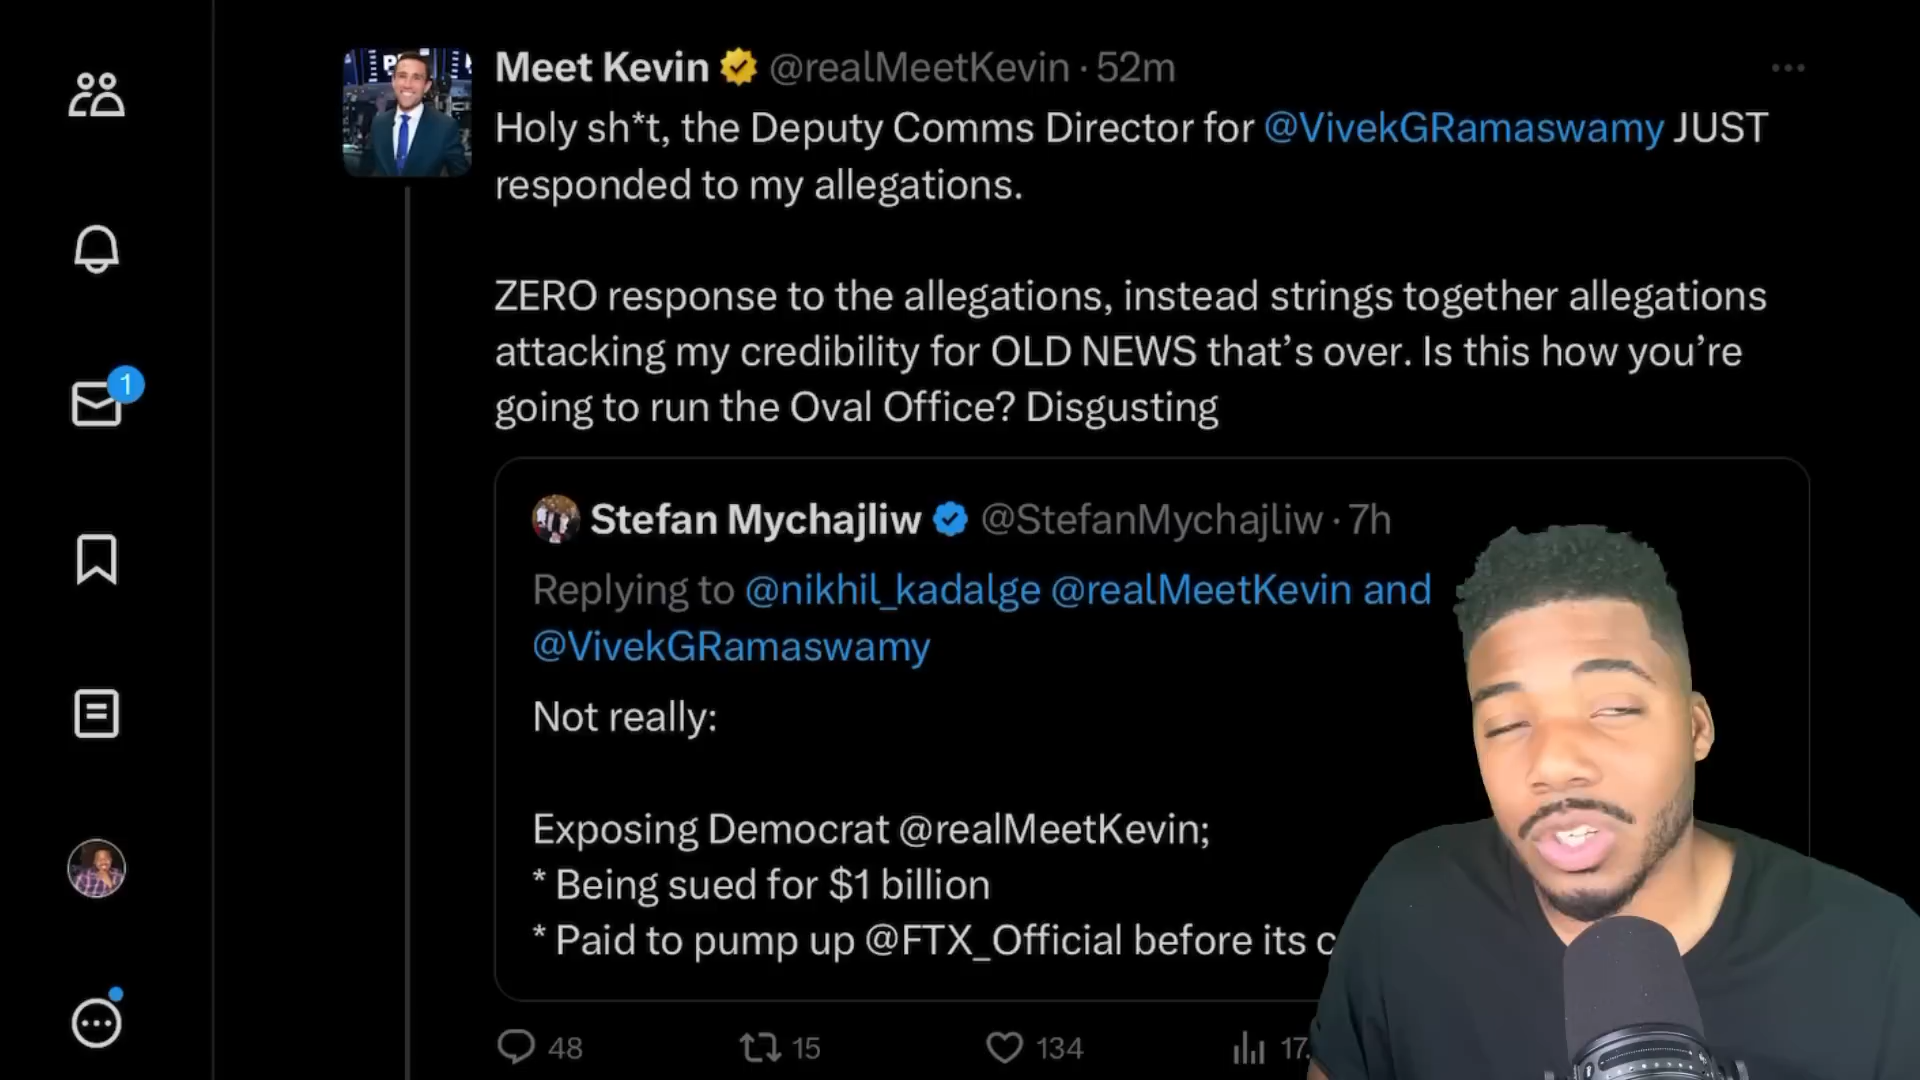 Meet Kevin @realMeetKevin · 52m
Holy sh*t, the Deputy Comms Director for @VivekGRamaswamy JUST
responded to my allegations.
ZERO response to the allegations, instead strings together allegations
attacking my credibility for OLD NEWS that’s over. Is this how you’re
going to run the Oval Office? Disgusting
1
Stefan Mychajliw @StefanMychajliw · 7h
Replying to @nikhil_kadalge @realMeetKevin and
@VivekGRamaswamy
Not really:
Exposing Democrat @realMeetKevin;
* Being sued for $1 billion
* Paid to pump up @FTX_Official before its
48 15 134